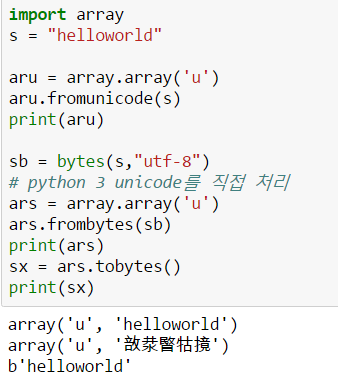 import array
s = "helloworld"
aru = array.array('u')
aru.fromunicode(s)
print(aru)
sb = bytes(s,"utf-8")
# python 3 unicode를 직접 처리
ars = array.array('u')
ars.frombytes(sb)
print(ars)
sx = ars.tobytes()
print(sx)
array('u', 'helloworld')
array('u', '敨汬睯牯摬')
b'helloworld'